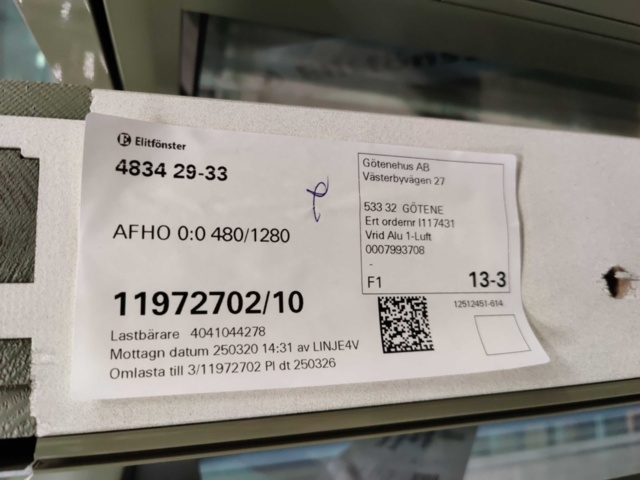 Elitfönster
4834 29-33
AFHO 0:0 480/1280
11972702/10
Lastbärare 4041044278
Mottagn datum 250320 14:31 av LINJE4V
Omlasta till 3/11972702 Pl dt 250326
Götenehus AB
Västerbyvägen 27
533 32 GÖTENE
Ert ordernr I117431
Vrid Alu 1-Luft
0007993708
-
F1 13-3
12512451-614